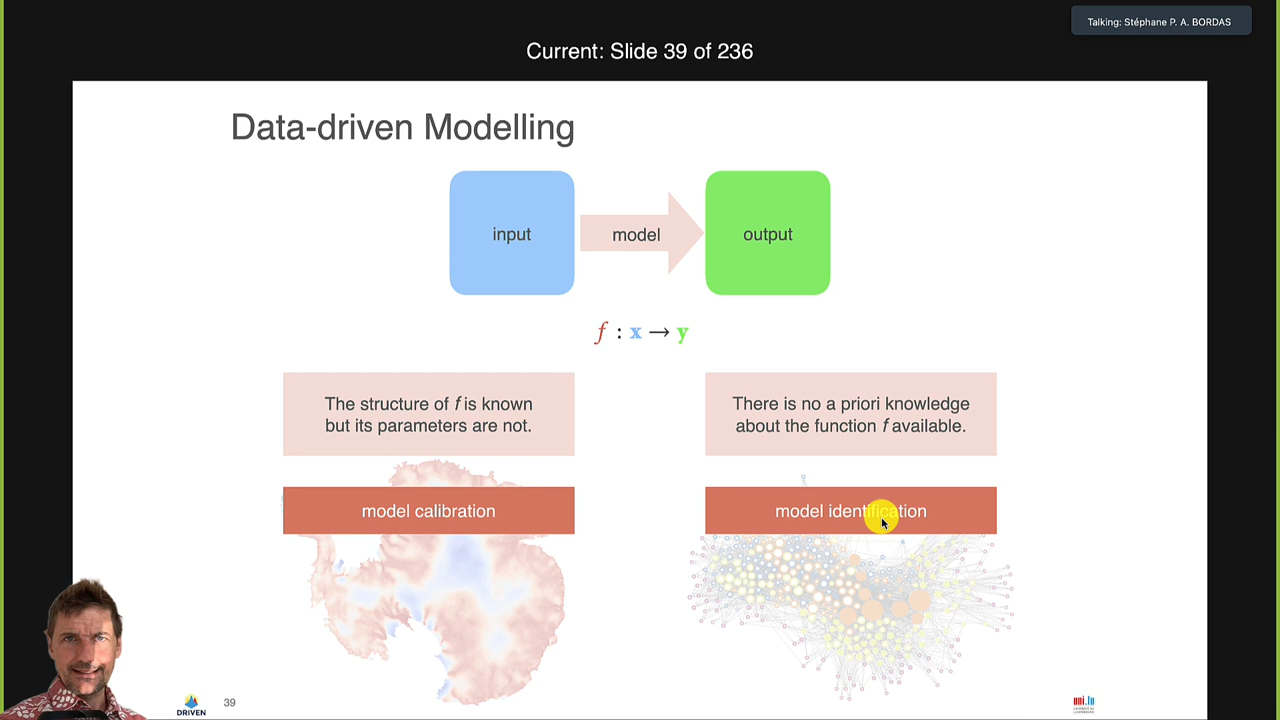 Talking: Stéphane P. A. BORDAS
Current: Slide 39 of 236
Data-driven Modelling
input
model
output
f : x → y
The structure of f is known
but its parameters are not.
There is no a priori knowledge
about the function f available.
model calibration
model identification
DRIVEN
39
uni.lu